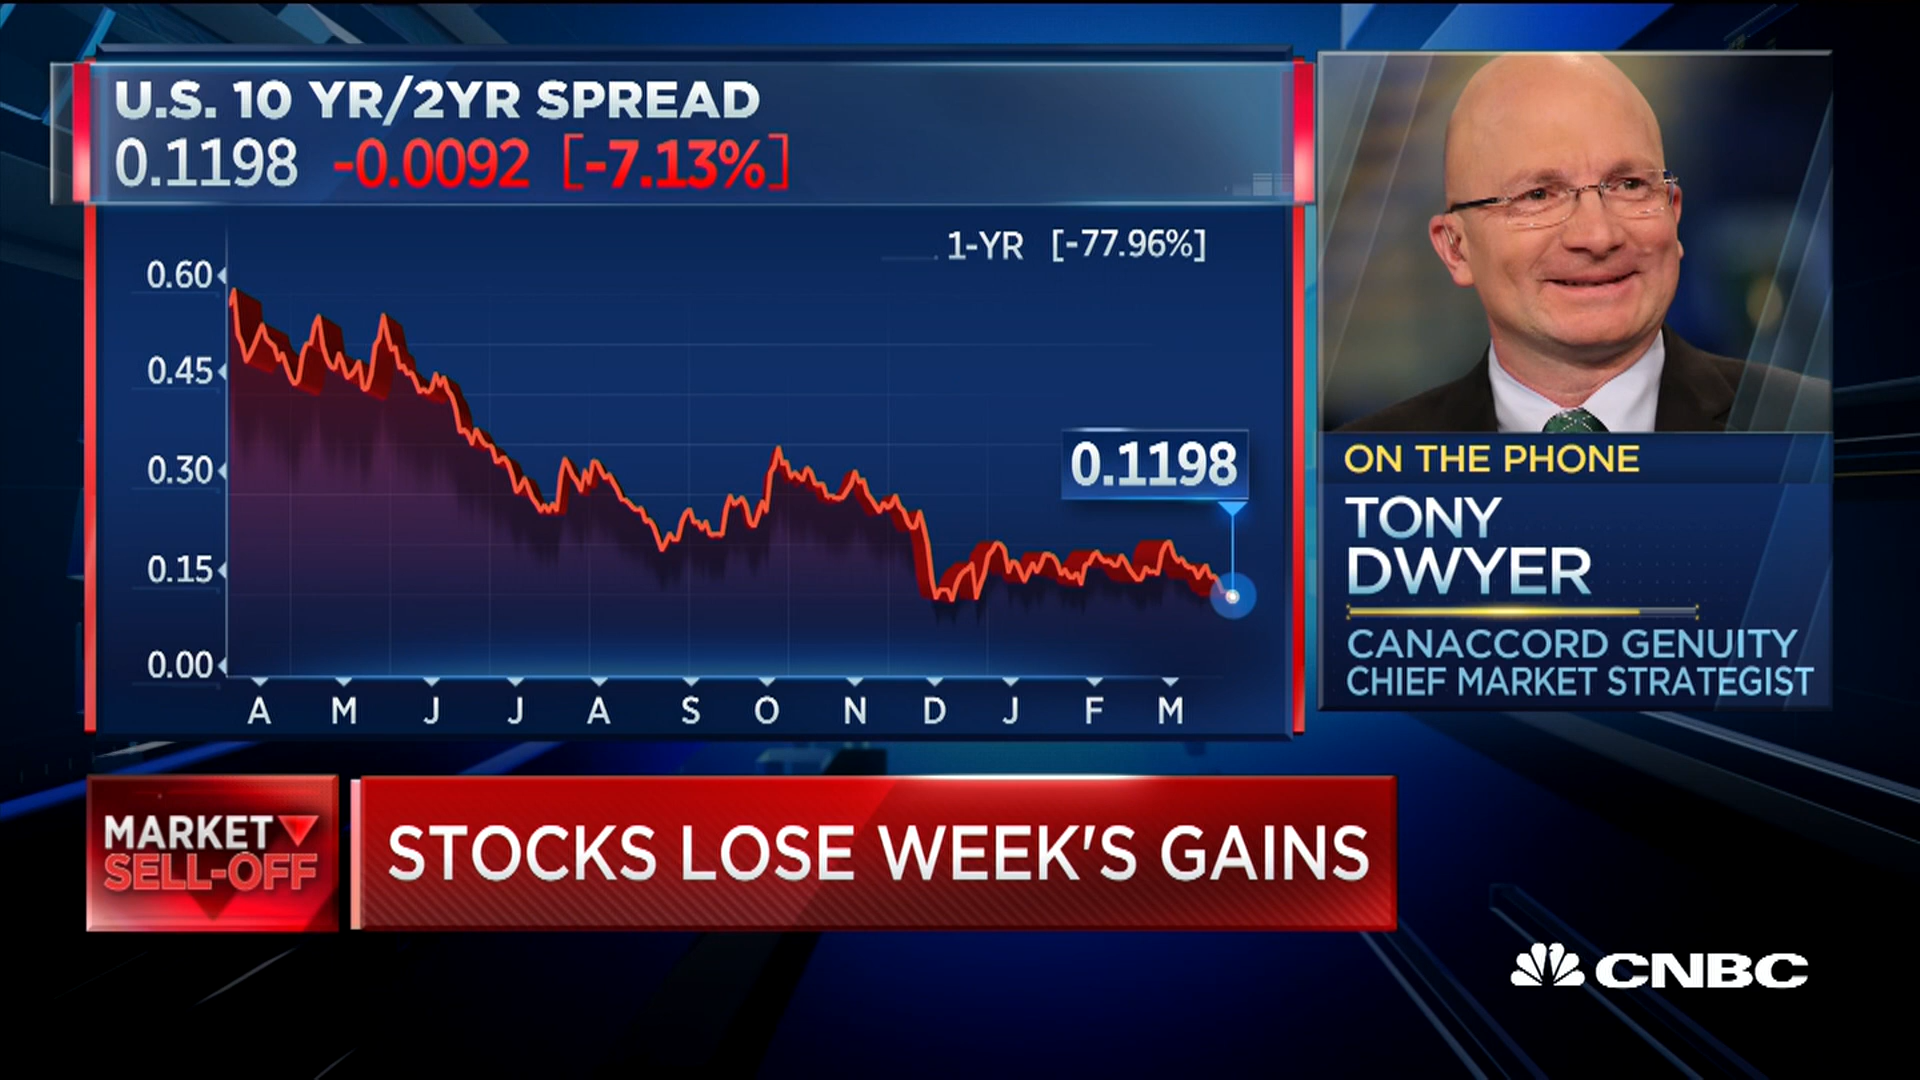 U.S. 10 YR/2YR SPREAD
0.1198 -0.0092 [-7.13%]
1-YR [-77.96%]
0.60
0.45
0.30
0.15
0.00
0.1198
A M J J A S O N D J F M
ON THE PHONE
TONY
DWYER
CANACCORD GENUITY
CHIEF MARKET STRATEGIST
MARKET
SELL-OFF
STOCKS LOSE WEEK'S GAINS
CNBC